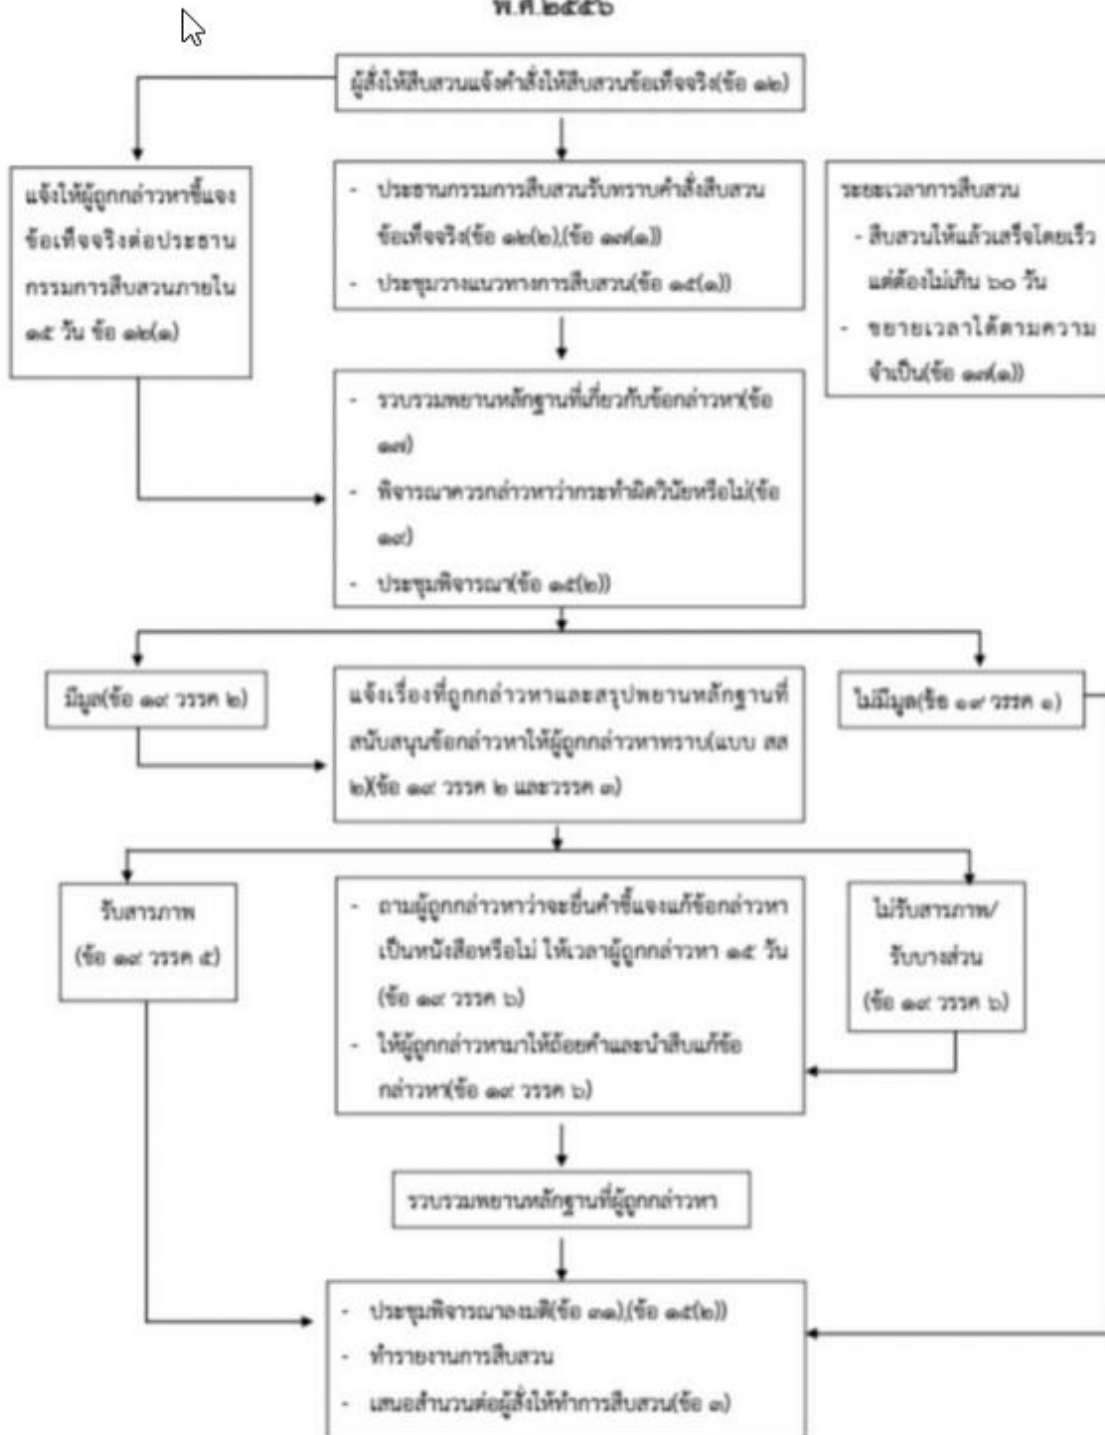 พ.ศ.๒๕๕๖
ผู้สั่งให้สืบสวนแจ้งคำสั่งให้สืบสวนข้อเท็จจริง(ข้อ ๑๒)
แจ้งให้ผู้ถูกกล่าวหาชี้แจง
ข้อเท็จจริงต่อประธาน
กรรมการสืบสวนภายใน
๑๕ วัน ข้อ ๑๒(๑)
- ประธานกรรมการสืบสวนรับทราบคำสั่งสืบสวน
ข้อเท็จจริง(ข้อ ๑๒(๒),(ข้อ ๑๗(๑))
- ประชุมวางแนวทางการสืบสวน(ข้อ ๑๕(๑))
ระยะเวลาการสืบสวน
- สืบสวนให้แล้วเสร็จโดยเร็ว
แต่ต้องไม่เกิน ๖๐ วัน
- ขยายเวลาได้ตามความ
จำเป็น(ข้อ ๑๗(๑))
- รวบรวมพยานหลักฐานที่เกี่ยวกับข้อกล่าวหา(ข้อ
๑๗)
- พิจารณาควรกล่าวหาว่ากระทำผิดวินัยหรือไม่(ข้อ
๑๙)
- ประชุมพิจารณา(ข้อ ๑๕(๒))
มีมูล(ข้อ ๑๙ วรรค ๒)
แจ้งเรื่องที่ถูกกล่าวหาและสรุปพยานหลักฐานที่
สนับสนุนข้อกล่าวหาให้ผู้ถูกกล่าวหาทราบ(แบบ สส
๒)(ข้อ ๑๙ วรรค ๒ และวรรค ๓)
ไม่มีมูล(ข้อ ๑๙ วรรค ๑)
รับสารภาพ
(ข้อ ๑๙ วรรค ๕)
- ถามผู้ถูกกล่าวหาว่าจะยื่นคำชี้แจงแก้ข้อกล่าวหา
เป็นหนังสือหรือไม่ ให้เวลาผู้ถูกกล่าวหา ๑๕ วัน
(ข้อ ๑๙ วรรค ๖)
- ให้ผู้ถูกกล่าวหามาให้ถ้อยคำและนำสืบแก้ข้อ
กล่าวหา(ข้อ ๑๙ วรรค ๖)
ไม่รับสารภาพ/
รับบางส่วน
(ข้อ ๑๙ วรรค ๖)
รวบรวมพยานหลักฐานที่ผู้ถูกกล่าวหา
- ประชุมพิจารณาลงมติ(ข้อ ๓๑),(ข้อ ๑๕(๒))
- ทำรายงานการสืบสวน
- เสนอสำนวนต่อผู้สั่งให้ทำการสืบสวน(ข้อ ๓)